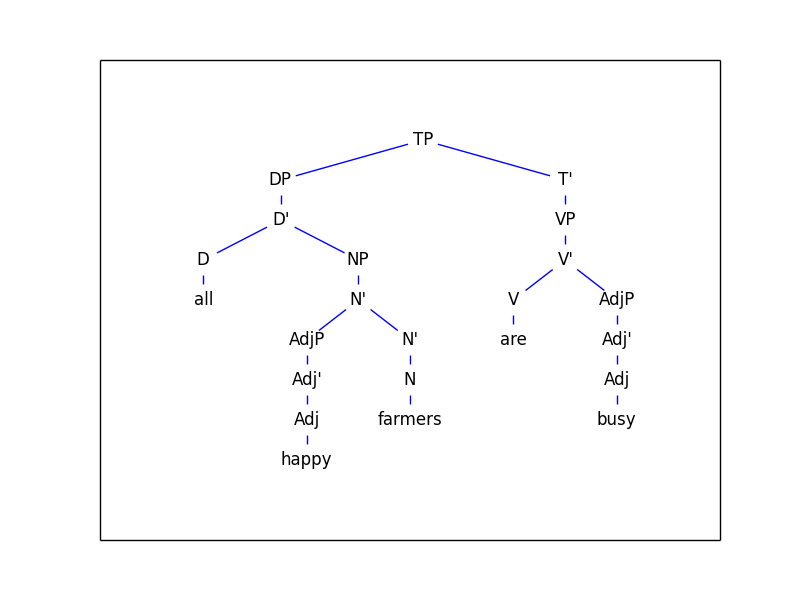 TP
DP T'
D' VP
D NP V'
all N' V AdjP
AdjP N' are Adj'
Adj' N Adj
Adj farmers busy
happy